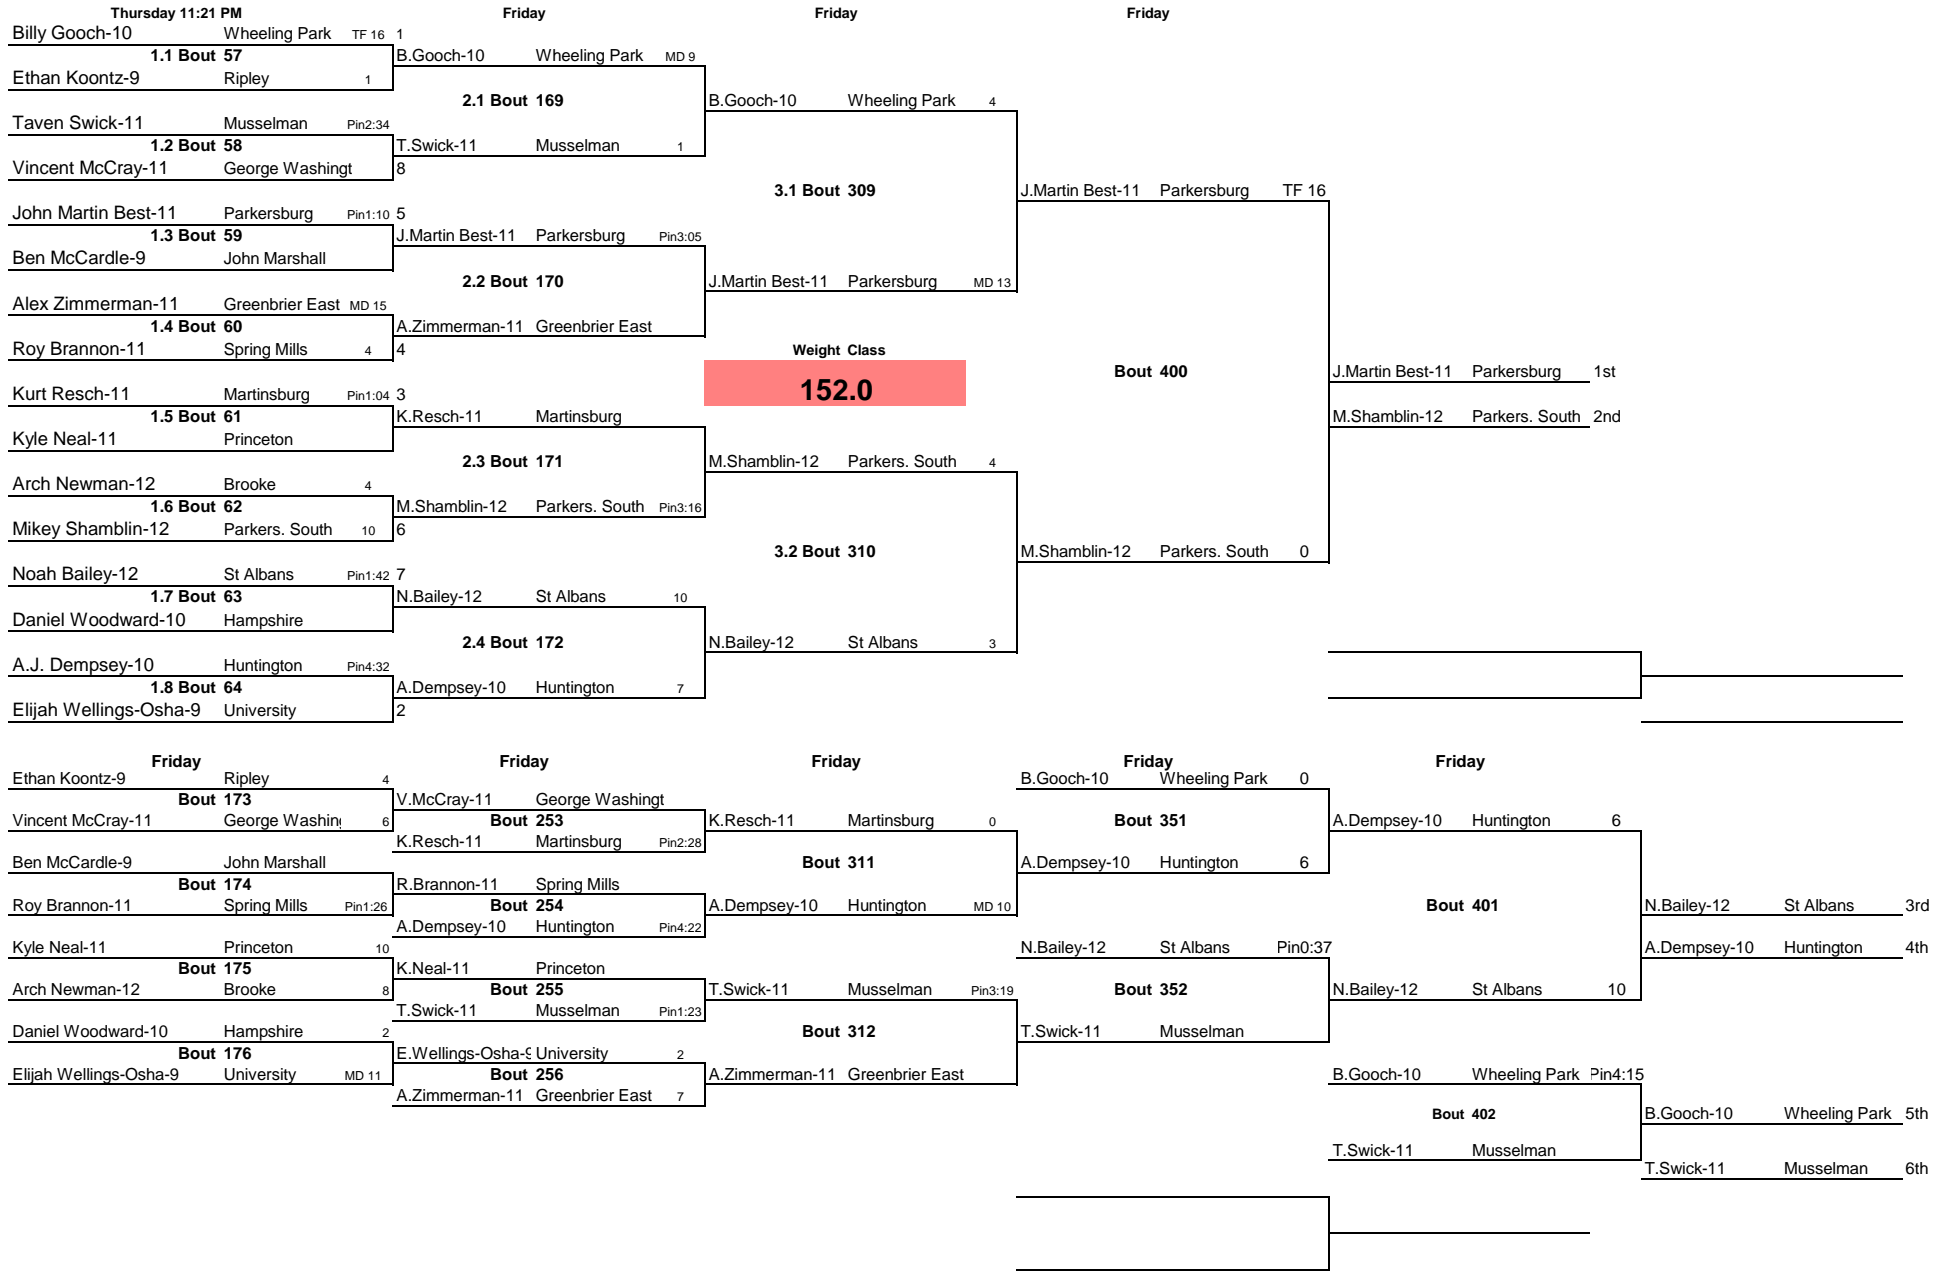 Thursday 11:21 PM Friday Friday Friday
Billy Gooch-10 Wheeling Park TF 16 1
1.1 Bout 57 B.Gooch-10 Wheeling Park MD 9
Ethan Koontz-9 Ripley 1
2.1 Bout 169 B.Gooch-10 Wheeling Park 4
Taven Swick-11 Musselman Pin2:34
1.2 Bout 58 T.Swick-11 Musselman 1
Vincent McCray-11 George Washingt 8
3.1 Bout 309 J.Martin Best-11 Parkersburg TF 16
John Martin Best-11 Parkersburg Pin1:10 5
1.3 Bout 59 J.Martin Best-11 Parkersburg Pin3:05
Ben McCardle-9 John Marshall
2.2 Bout 170 J.Martin Best-11 Parkersburg MD 13
Alex Zimmerman-11 Greenbrier East MD 15
1.4 Bout 60 A.Zimmerman-11 Greenbrier East
Roy Brannon-11 Spring Mills 4 4 Weight Class
Bout 400 J.Martin Best-11 Parkersburg 1st
Kurt Resch-11 Martinsburg Pin1:04 3 152.0
1.5 Bout 61 K.Resch-11 Martinsburg M.Shamblin-12 Parkers. South 2nd
Kyle Neal-11 Princeton
2.3 Bout 171 M.Shamblin-12 Parkers. South 4
Arch Newman-12 Brooke 4
1.6 Bout 62 M.Shamblin-12 Parkers. South Pin3:16
Mikey Shamblin-12 Parkers. South 10 6
3.2 Bout 310 M.Shamblin-12 Parkers. South 0
Noah Bailey-12 St Albans Pin1:42 7
1.7 Bout 63 N.Bailey-12 St Albans 10
Daniel Woodward-10 Hampshire
2.4 Bout 172 N.Bailey-12 St Albans 3
A.J. Dempsey-10 Huntington Pin4:32
1.8 Bout 64 A.Dempsey-10 Huntington 7
Elijah Wellings-Osha-9 University 2
Friday Friday Friday Friday Friday
Ethan Koontz-9 Ripley 4 B.Gooch-10 Wheeling Park 0
Bout 173 V.McCray-11 George Washingt
Vincent McCray-11 George Washing 6 Bout 253 K.Resch-11 Martinsburg 0 Bout 351 A.Dempsey-10 Huntington 6
K.Resch-11 Martinsburg Pin2:28
Ben McCardle-9 John Marshall Bout 311 A.Dempsey-10 Huntington 6
Bout 174 R.Brannon-11 Spring Mills
Roy Brannon-11 Spring Mills Pin1:26 Bout 254 A.Dempsey-10 Huntington MD 10 Bout 401 N.Bailey-12 St Albans 3rd
A.Dempsey-10 Huntington Pin4:22
Kyle Neal-11 Princeton 10 N.Bailey-12 St Albans Pin0:37 A.Dempsey-10 Huntington 4th
Bout 175 K.Neal-11 Princeton
Arch Newman-12 Brooke 8 Bout 255 T.Swick-11 Musselman Pin3:19 Bout 352 N.Bailey-12 St Albans 10
T.Swick-11 Musselman Pin1:23
Daniel Woodward-10 Hampshire 2 Bout 312 T.Swick-11 Musselman
Bout 176 E.Wellings-Osha-9 University 2
Elijah Wellings-Osha-9 University MD 11 Bout 256 A.Zimmerman-11 Greenbrier East B.Gooch-10 Wheeling Park Pin4:15
A.Zimmerman-11 Greenbrier East 7
Bout 402 B.Gooch-10 Wheeling Park 5th
T.Swick-11 Musselman
T.Swick-11 Musselman 6th